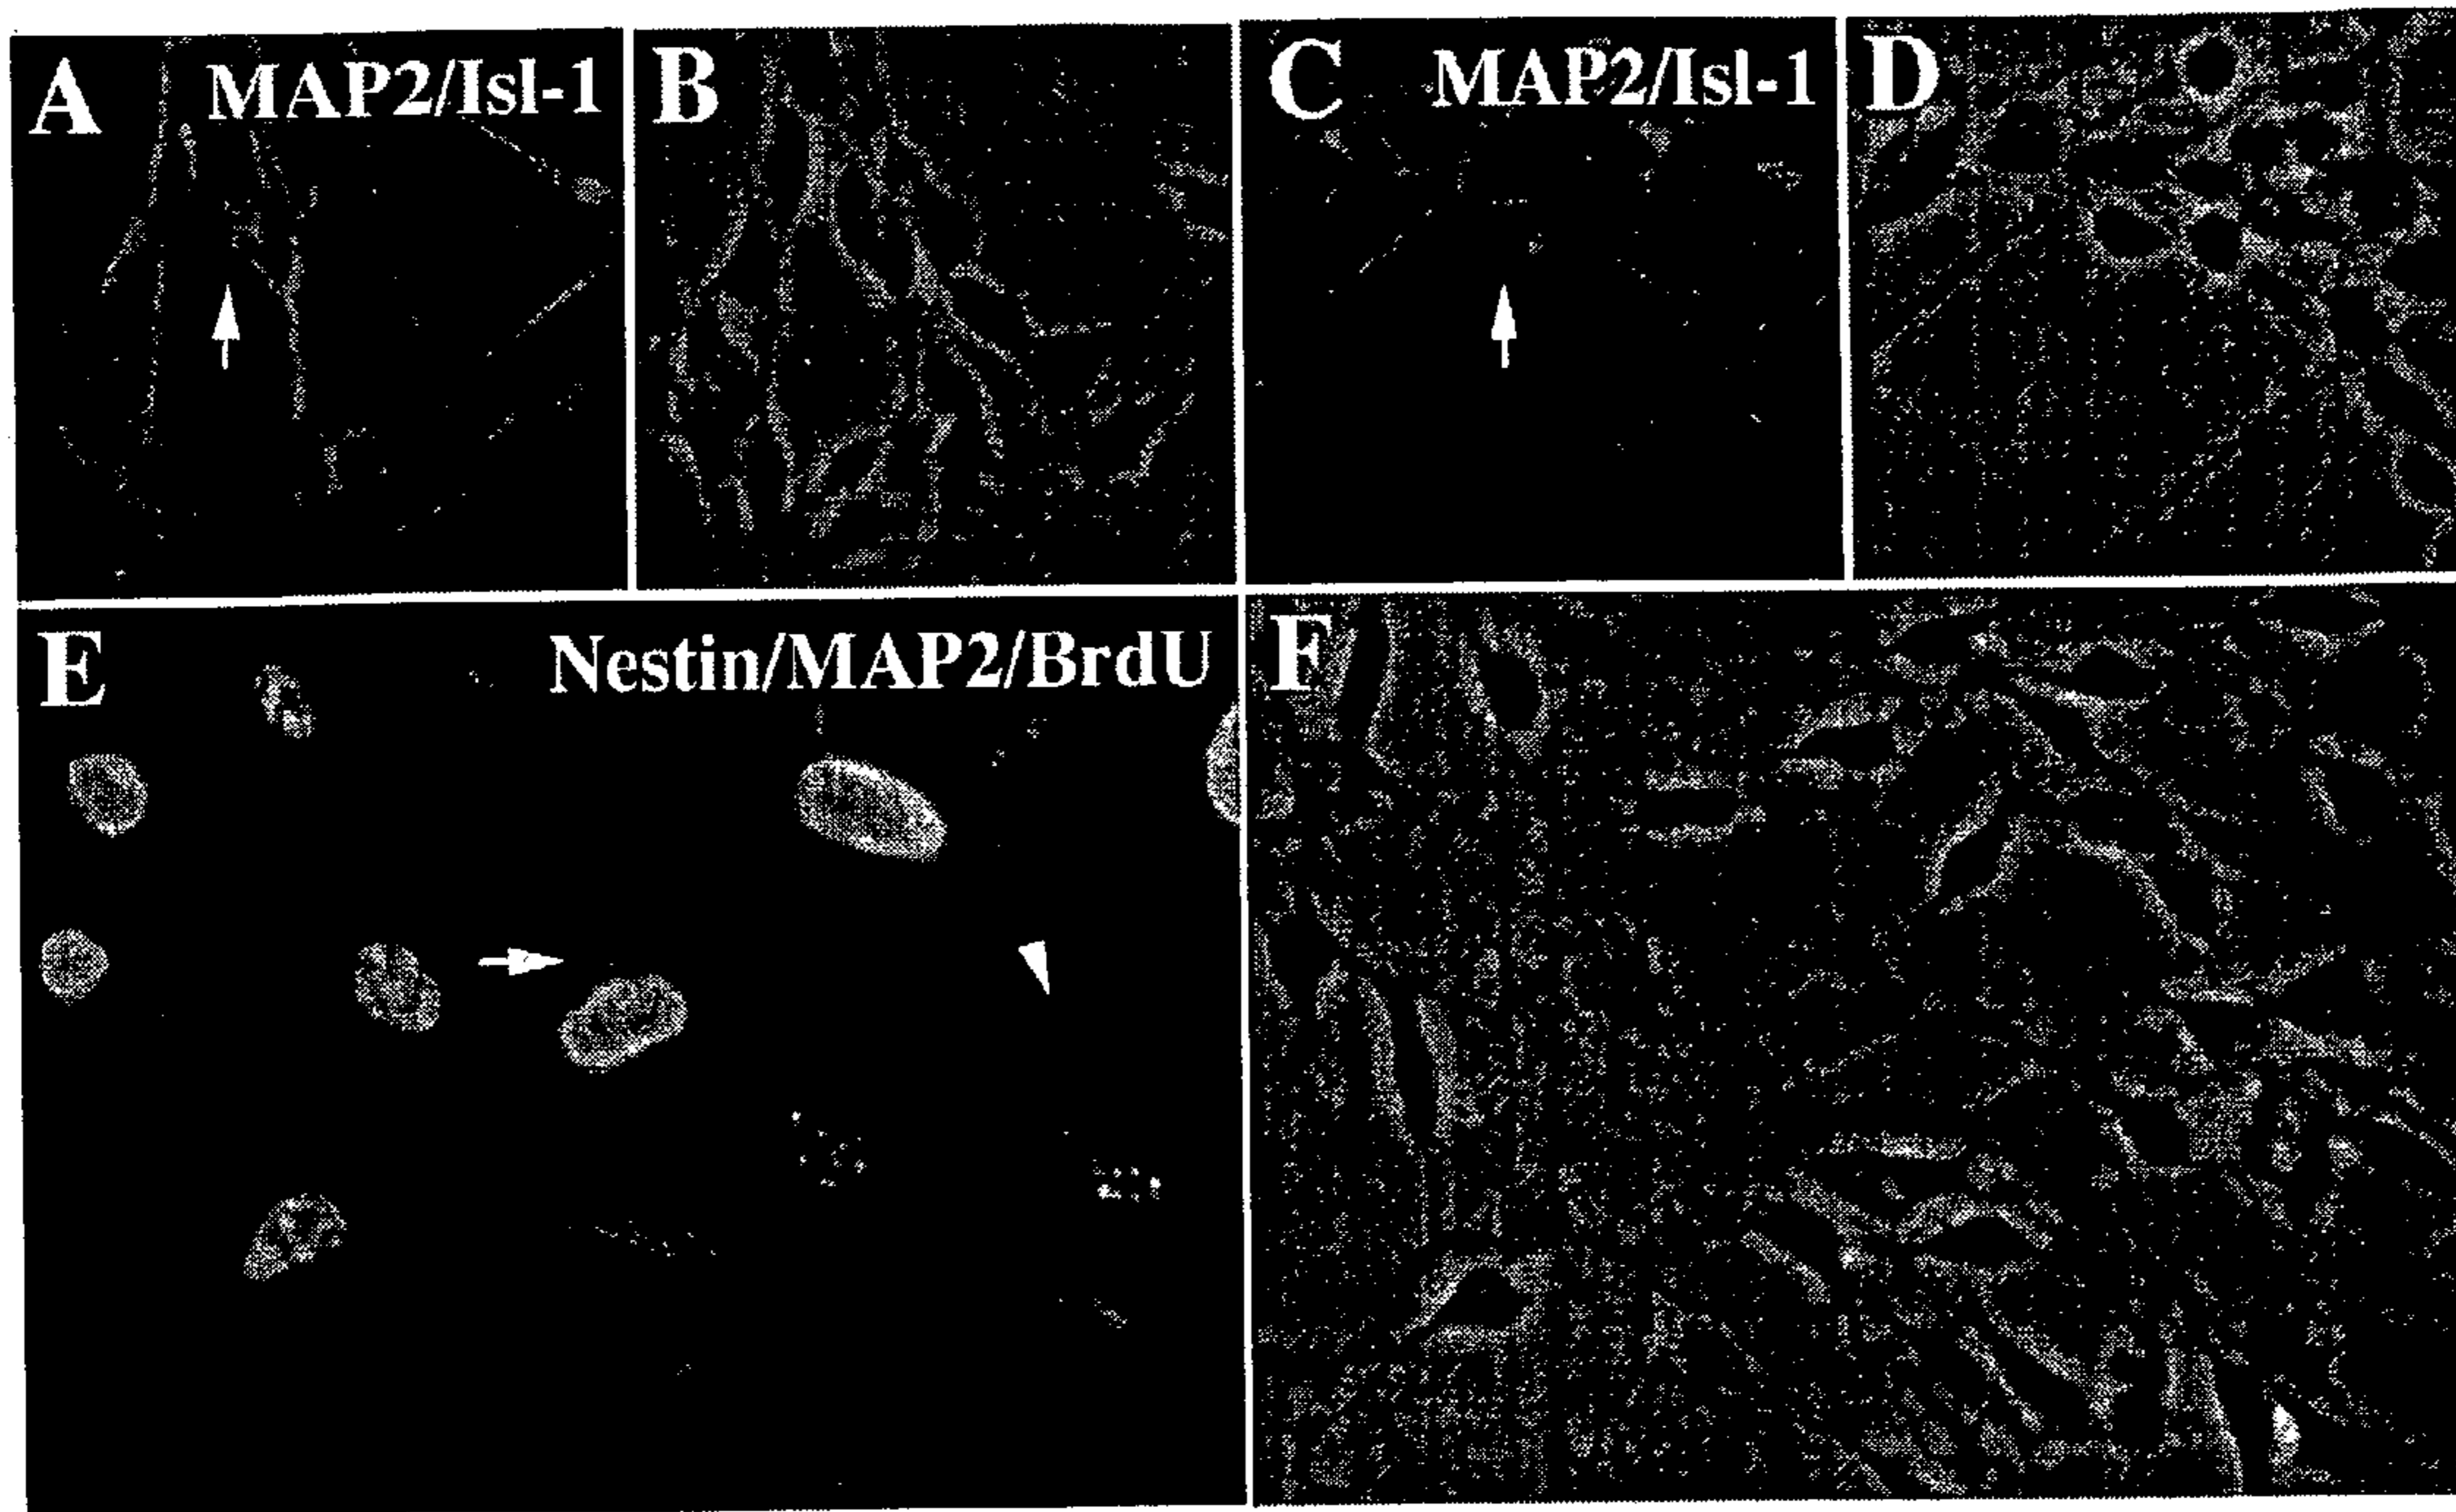 A MAP2/Isl-1
B
C MAP2/Isl-1
D
E Nestin/MAP2/BrdU
F